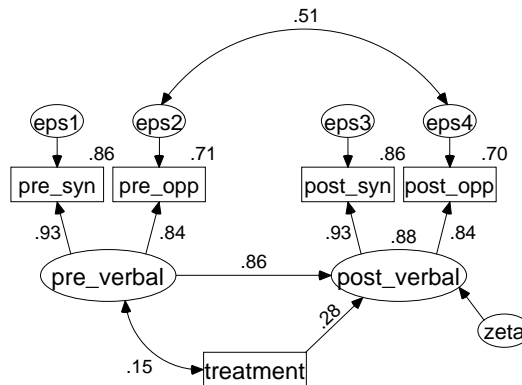 .51
eps1 eps2 eps3 eps4
.86 .71 .86 .70
pre_syn pre_opp post_syn post_opp
.93 .84 .93 .88 .84
pre_verbal .86 post_verbal
.28
.15 treatment zeta